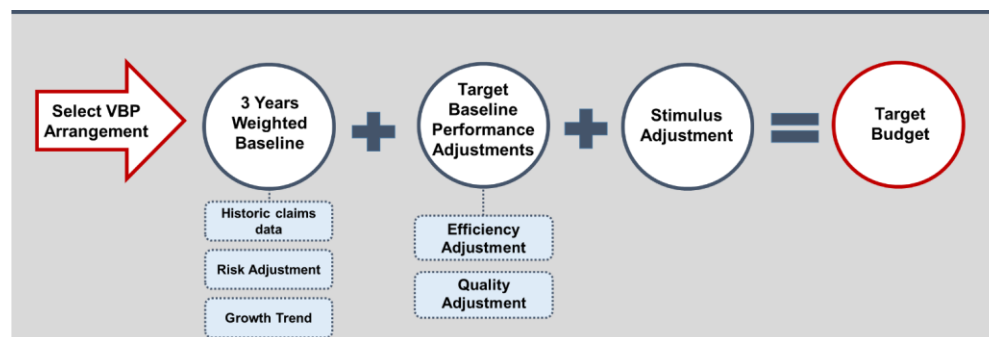 Select VBP
Arrangement
3 Years
Weighted
Baseline
Target
Baseline
Performance
Adjustments
Stimulus
Adjustment
Target
Budget
Historic claims
data
Risk Adjustment
Growth Trend
Efficiency
Adjustment
Quality
Adjustment